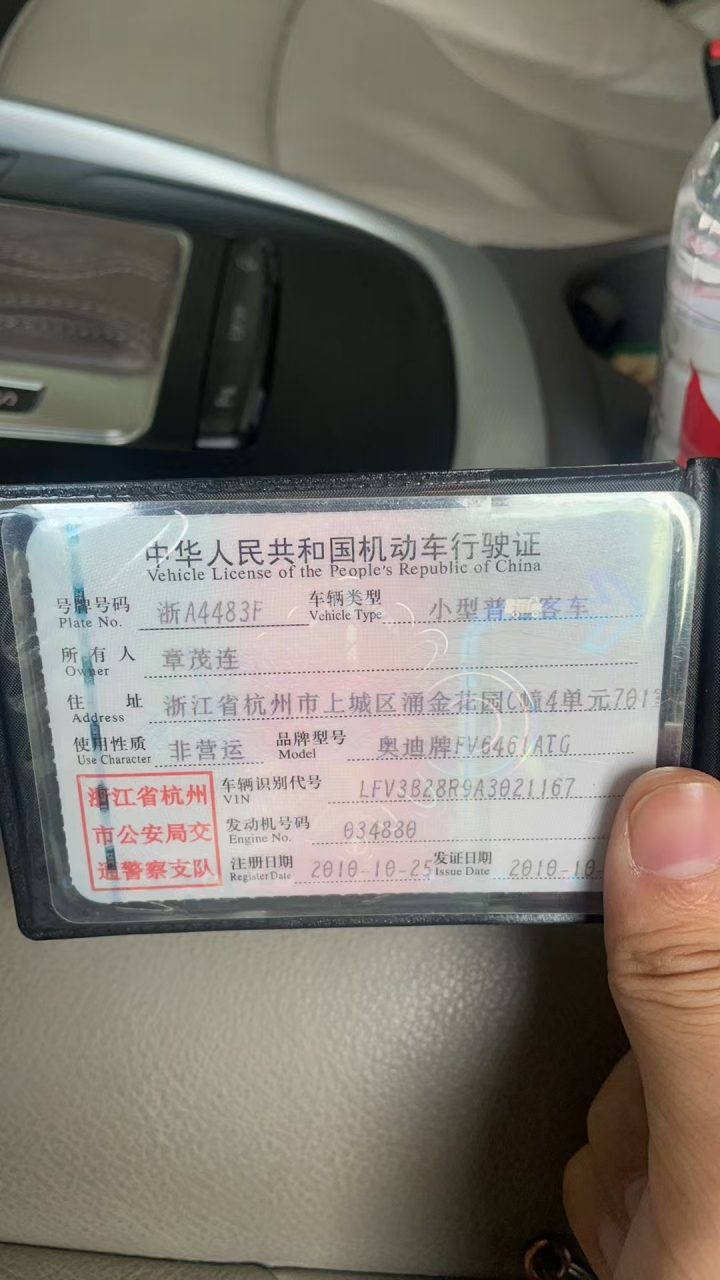 中华人民共和国机动车行驶证
Vehicle License of the People's Republic of China
号牌号码 浙A4483F 车辆类型 小型普通客车
Plate No. Vehicle Type
所有人 章茂连
Owner
住址 浙江省杭州市上城区涌金花园C幢4单元701室
Address
使用性质 非营运 品牌型号 奥迪牌FV6461ATG
Use Character Model
浙江省杭州
市公安局交
通警察支队
车辆识别代号 LFV3B28R9A3021167
VIN
发动机号码 034880
Engine No.
注册日期 2010-10-25 发证日期 2010-10-
Register Date Issue Date